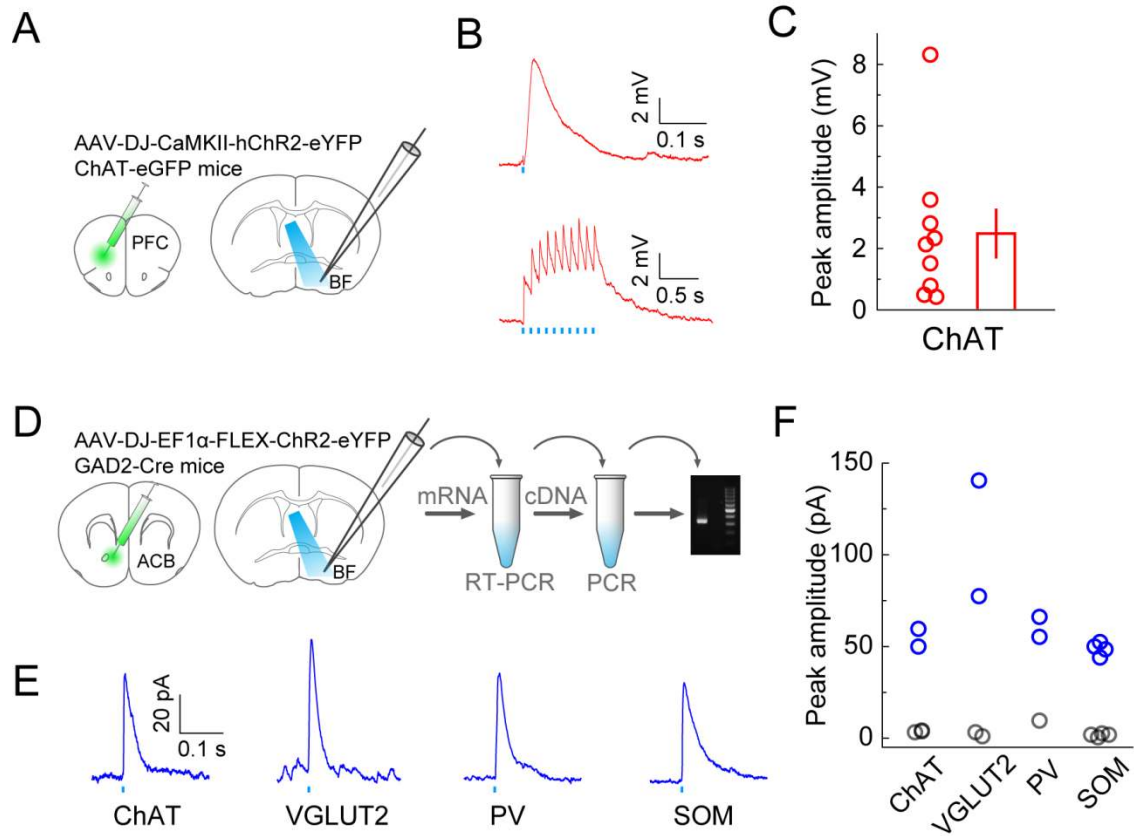 A
AAV-DJ-CaMKII-hChR2-eYFP
ChAT-eGFP mice
PFC
BF
B
2 mV
0.1 s
2 mV
0.5 s
C
Peak amplitude (mV)
8
6
4
2
0
ChAT
D
AAV-DJ-EF1α-FLEX-ChR2-eYFP
GAD2-Cre mice
ACB
BF
mRNA
cDNA
RT-PCR
PCR
E
20 pA
0.1 s
ChAT
VGLUT2
PV
SOM
F
Peak amplitude (pA)
150
100
50
0
ChAT
VGLUT2
PV
SOM